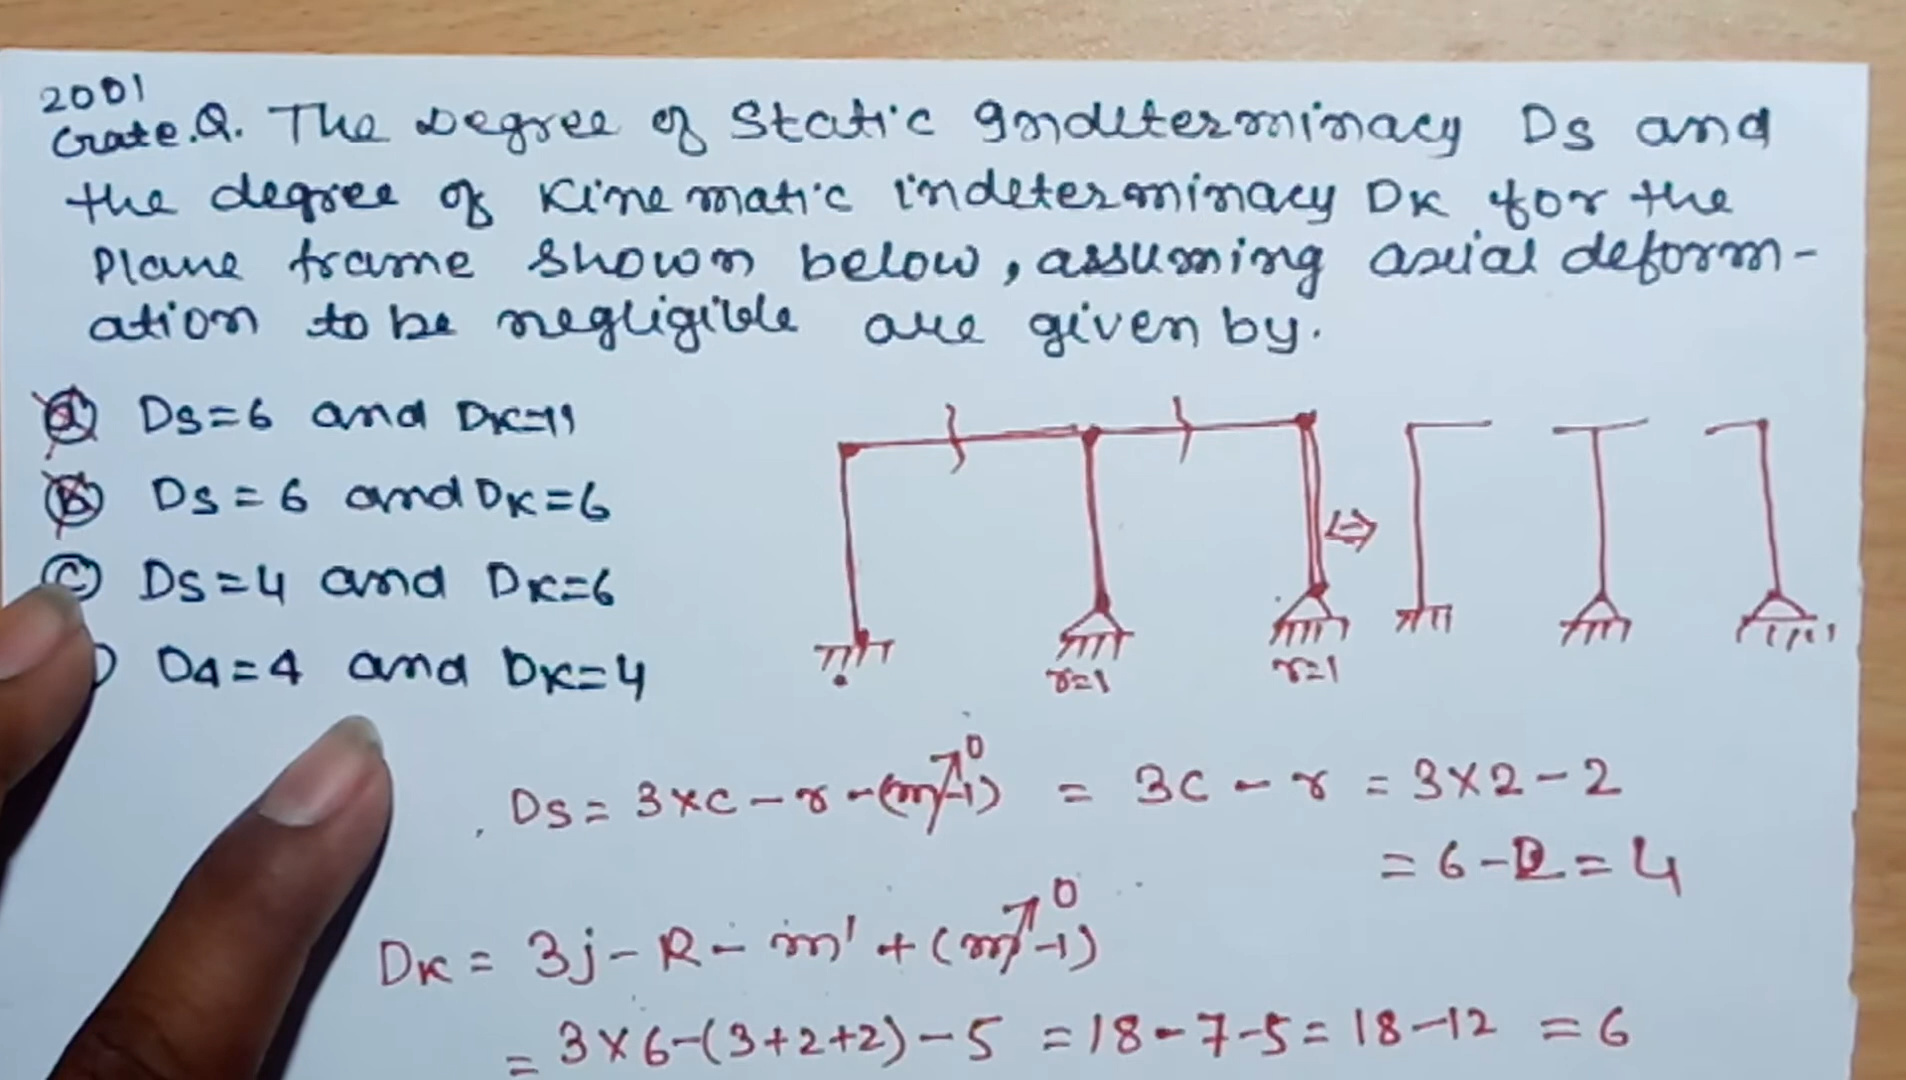 2001
Gate.Q. The Degree of Static Indeterminacy Ds and
the degree of Kinematic indeterminacy Dk for the
Plane frame shown below, assuming axial deform-
ation to be negligible are given by.
A Ds=6 and Dk=11
B Ds=6 and Dk=6
C Ds=4 and Dk=6
Ds=4 and Dk=4
r=1
r=1
Ds = 3×c-r-(m-1) 0 = 3c-r = 3×2-2
= 6-2 = 4
Dk = 3j-R-m'+(m-1) 0
= 3×6-(3+2+2)-5 = 18-7-5 = 18-12 = 6